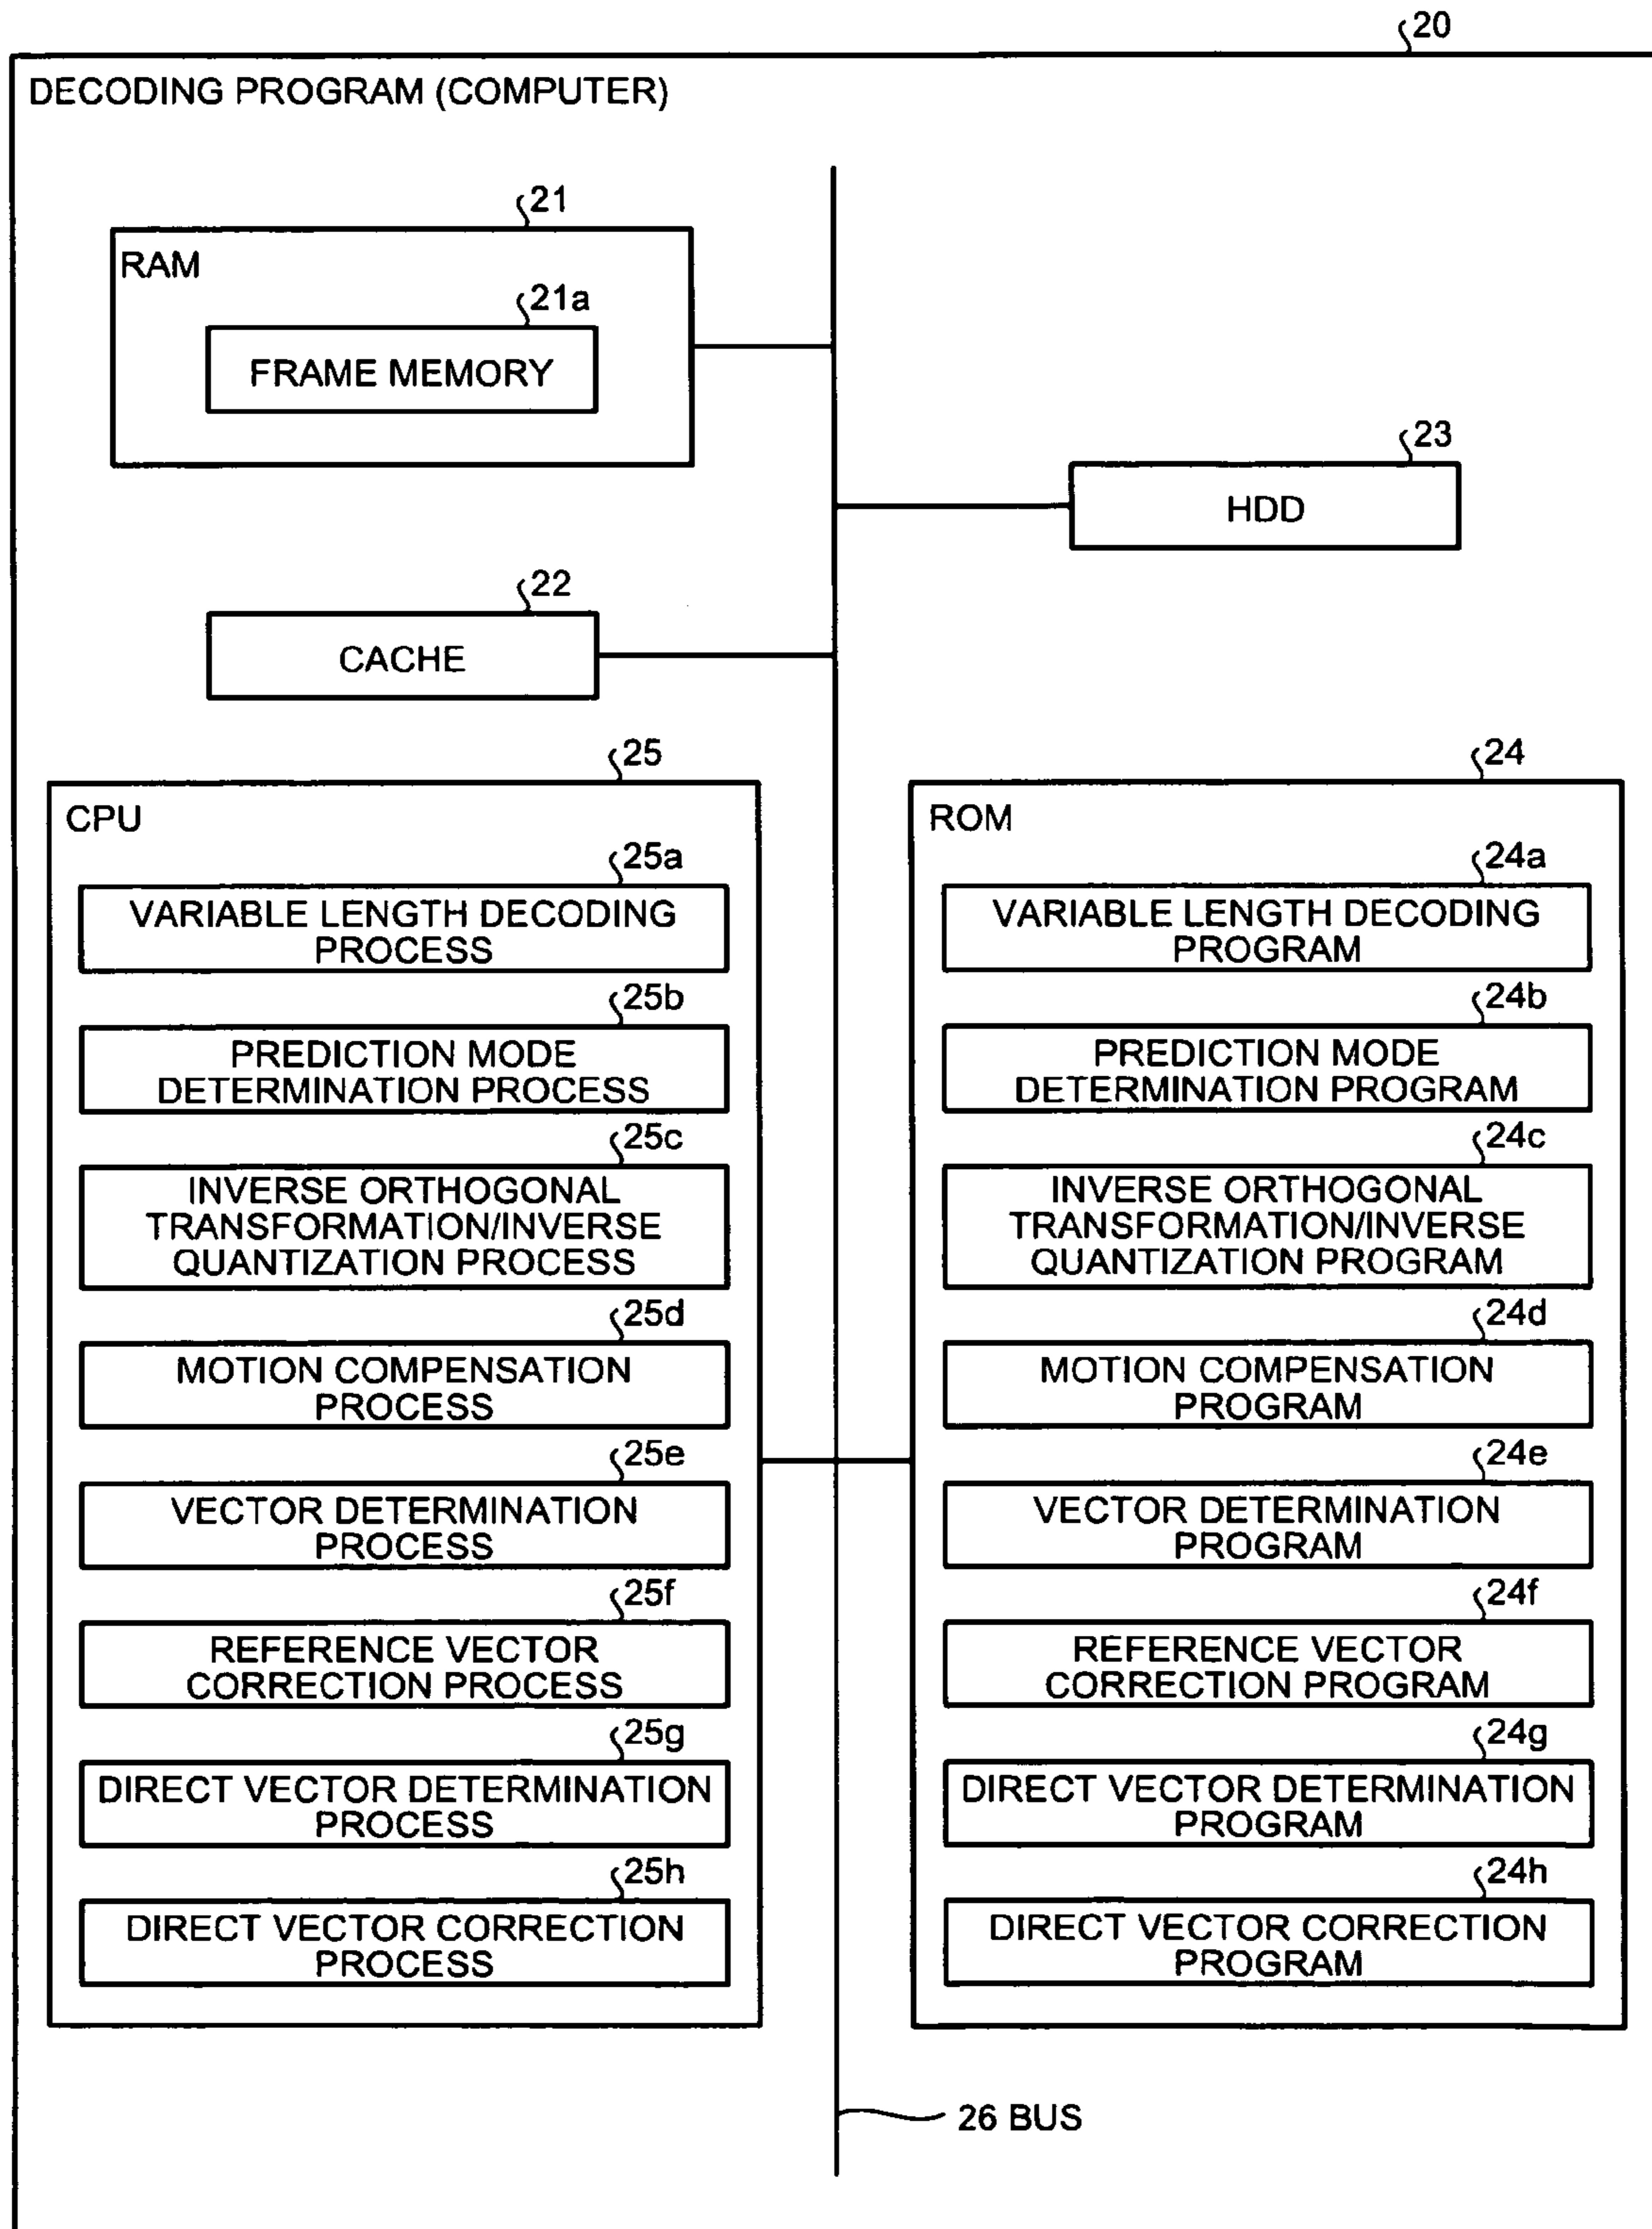 20
DECODING PROGRAM (COMPUTER)
21
RAM
21a
FRAME MEMORY
23
HDD
22
CACHE
25
CPU
25a
VARIABLE LENGTH DECODING
PROCESS
25b
PREDICTION MODE
DETERMINATION PROCESS
25c
INVERSE ORTHOGONAL
TRANSFORMATION/INVERSE
QUANTIZATION PROCESS
25d
MOTION COMPENSATION
PROCESS
25e
VECTOR DETERMINATION
PROCESS
25f
REFERENCE VECTOR
CORRECTION PROCESS
25g
DIRECT VECTOR DETERMINATION
PROCESS
25h
DIRECT VECTOR CORRECTION
PROCESS
24
ROM
24a
VARIABLE LENGTH DECODING
PROGRAM
24b
PREDICTION MODE
DETERMINATION PROGRAM
24c
INVERSE ORTHOGONAL
TRANSFORMATION/INVERSE
QUANTIZATION PROGRAM
24d
MOTION COMPENSATION
PROGRAM
24e
VECTOR DETERMINATION
PROGRAM
24f
REFERENCE VECTOR
CORRECTION PROGRAM
24g
DIRECT VECTOR DETERMINATION
PROGRAM
24h
DIRECT VECTOR CORRECTION
PROGRAM
26 BUS